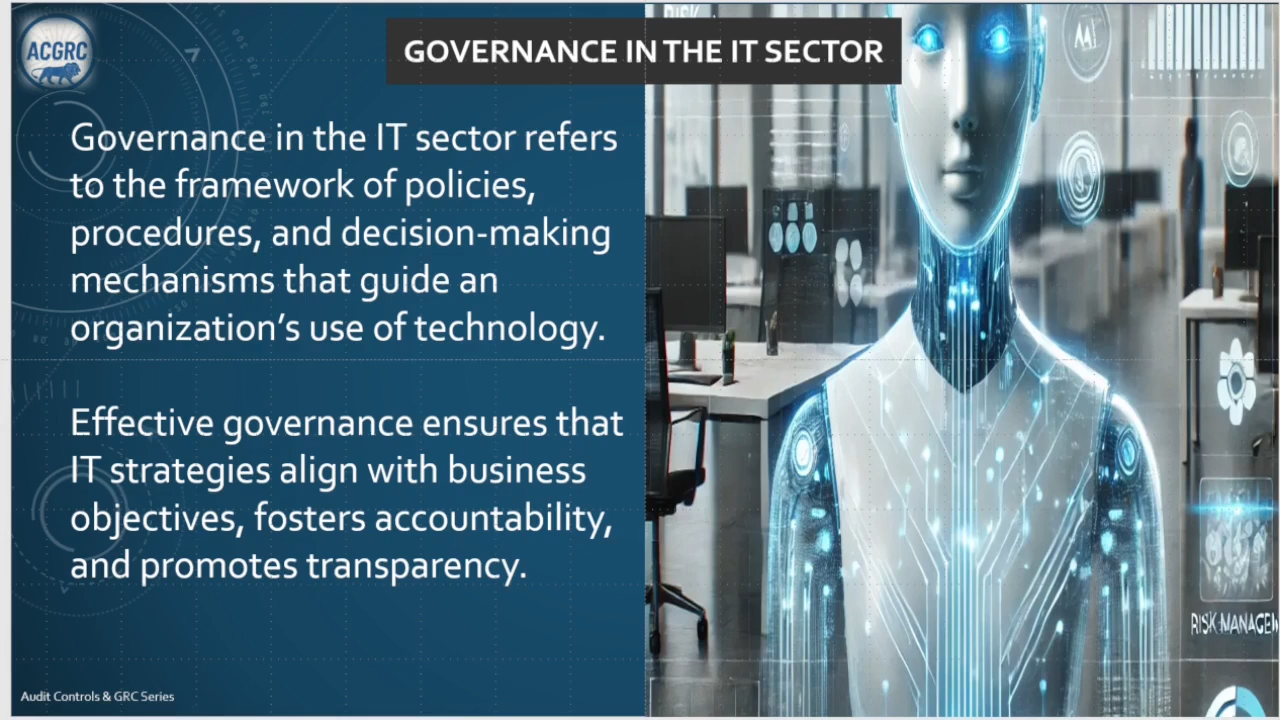 ACGRC
GOVERNANCE IN THE IT SECTOR
Governance in the IT sector refers
to the framework of policies,
procedures, and decision-making
mechanisms that guide an
organization’s use of technology.
Effective governance ensures that
IT strategies align with business
objectives, fosters accountability,
and promotes transparency.
RISK MANAGEM
Audit Controls & GRC Series